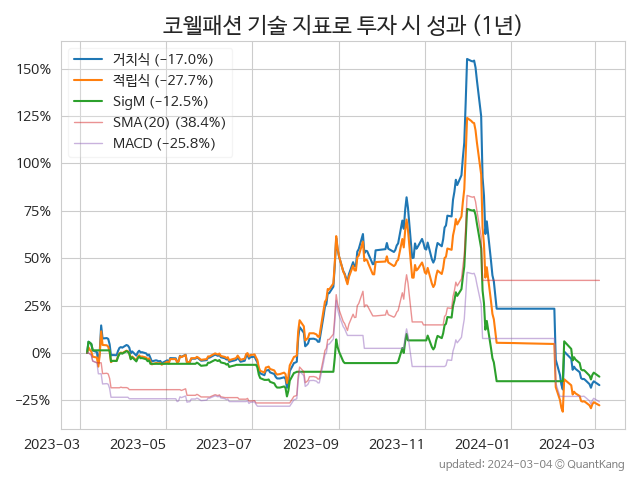 코웰패션 기술 지표로 투자 시 성과 (1년)
거치식 (−17.0%)
적립식 (−27.7%)
SigM (−12.5%)
SMA(20) (38.4%)
MACD (−25.8%)
150%
125%
100%
75%
50%
25%
0%
−25%
2023−03 2023−05 2023−07 2023−09 2023−11 2024−01 2024−03
updated: 2024−03−04 © QuantKang